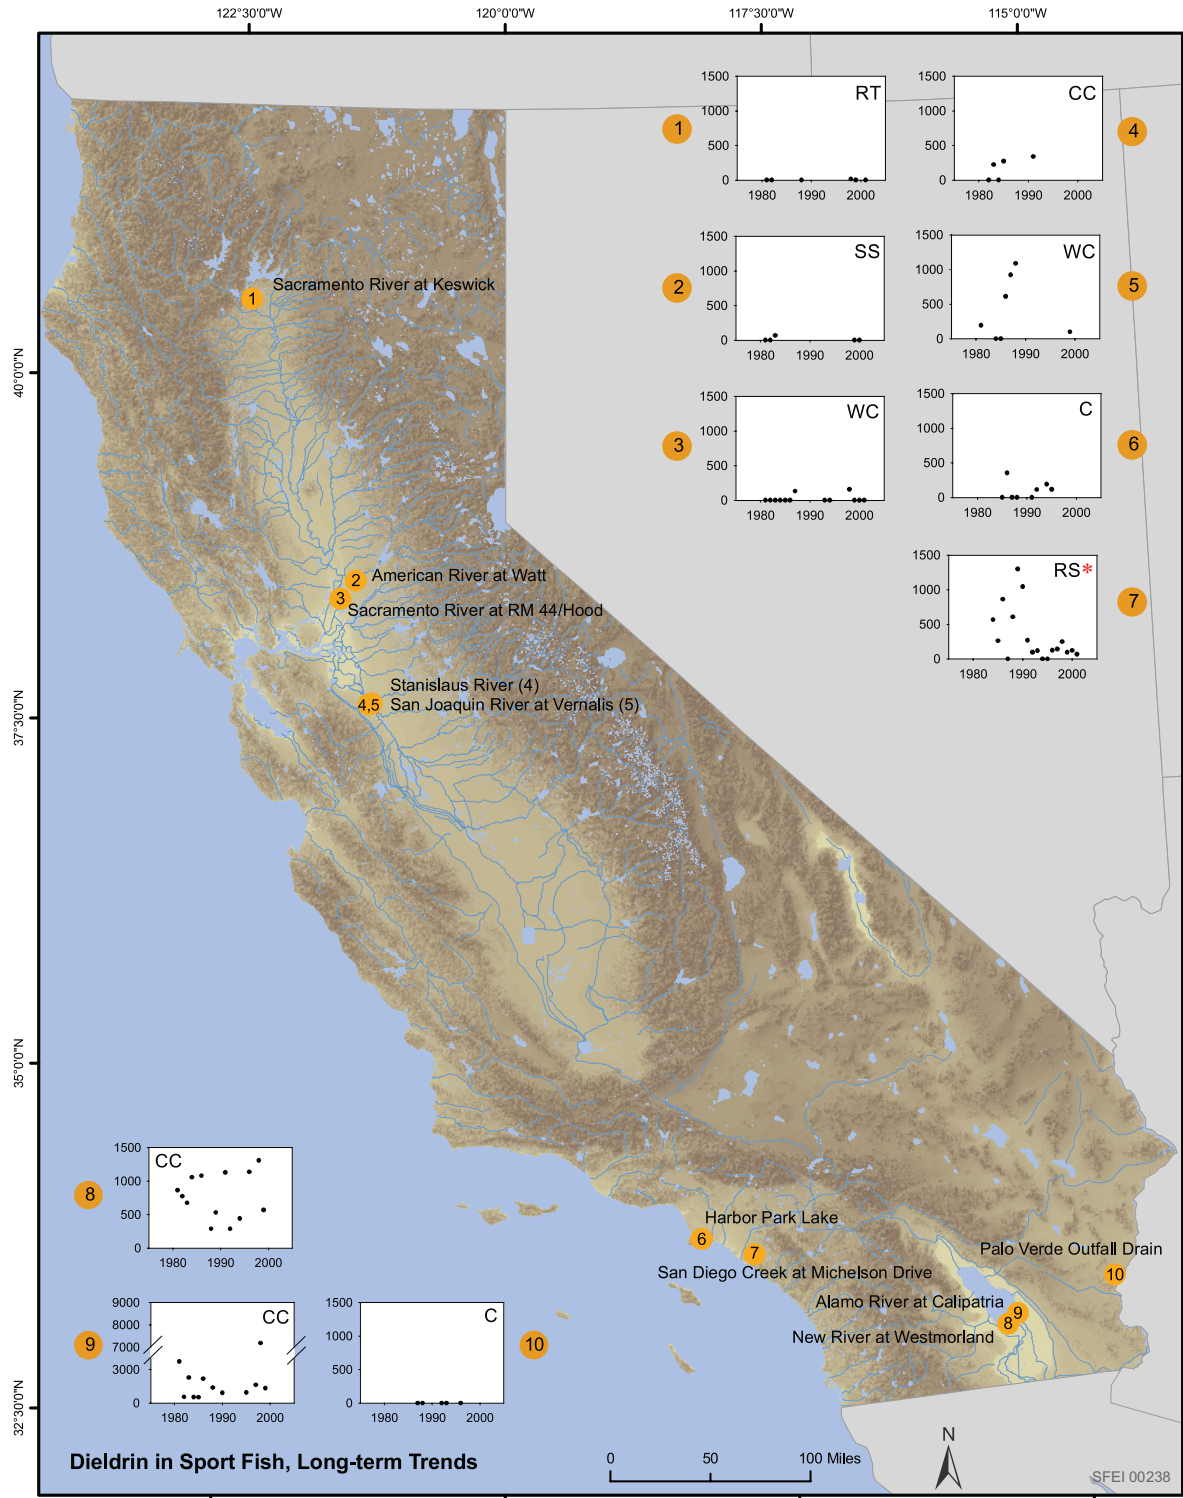 122°30'0"W 120°0'0"W 117°30'0"W 115°0'0"W
40°0'0"N
37°30'0"N
35°0'0"N
32°30'0"N
1
RT
1500
1000
500
0
1980 1990 2000
4
CC
1500
1000
500
0
1980 1990 2000
2
SS
1500
1000
500
0
1980 1990 2000
5
WC
1500
1000
500
0
1980 1990 2000
3
WC
1500
1000
500
0
1980 1990 2000
6
C
1500
1000
500
0
1980 1990 2000
7
RS*
1500
1000
500
0
1980 1990 2000
1 Sacramento River at Keswick
2 American River at Watt
3 Sacramento River at RM 44/Hood
Stanislaus River (4)
4,5 San Joaquin River at Vernalis (5)
Harbor Park Lake
6
7
San Diego Creek at Michelson Drive
Palo Verde Outfall Drain
10
Alamo River at Calipatria 9
New River at Westmorland 8
8
CC
1500
1000
500
0
1980 1990 2000
9
CC
9000
8000
7000
3000
0
1980 1990 2000
10
C
1500
1000
500
0
1980 1990 2000
Dieldrin in Sport Fish, Long-term Trends
0 50 100 Miles
N
SFEI 00238